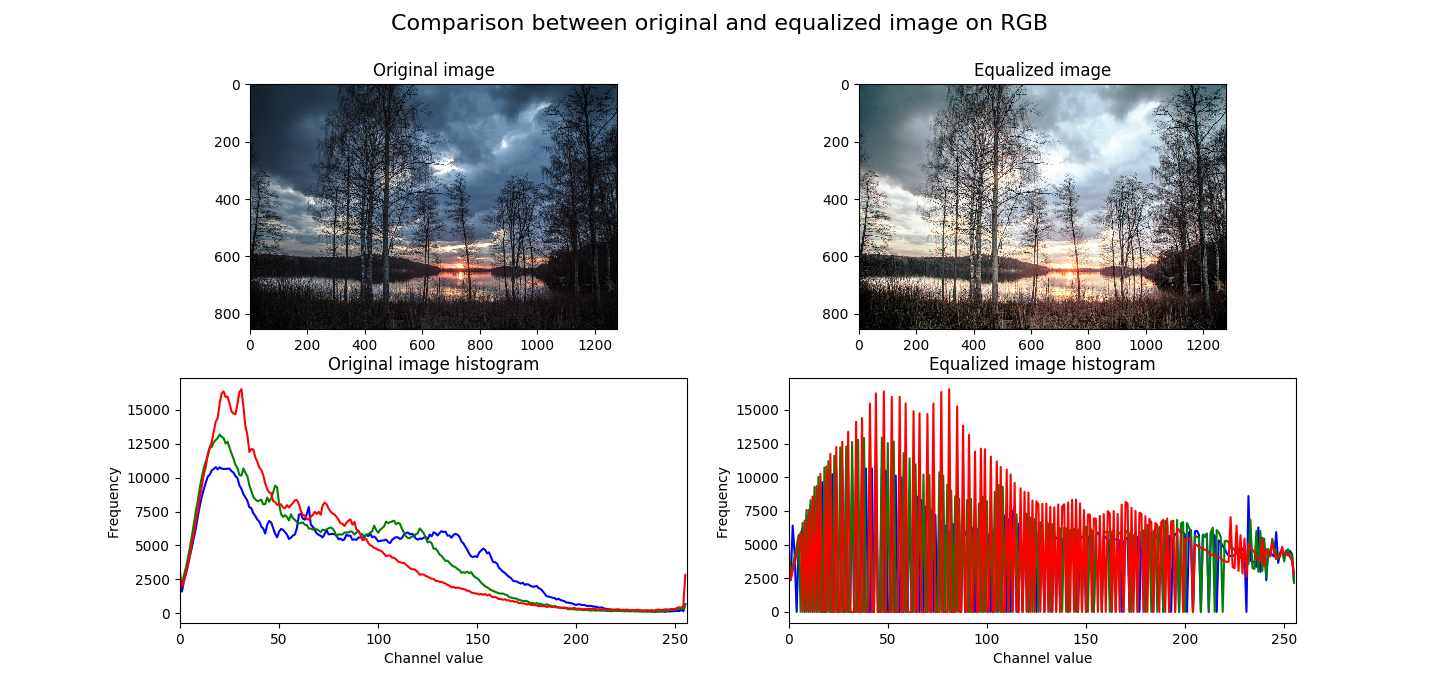 Comparison between original and equalized image on RGB
Original image
Equalized image
0
200
400
600
800
0 200 400 600 800 1000 1200
0
200
400
600
800
0 200 400 600 800 1000 1200
Original image histogram
Equalized image histogram
Frequency
15000
12500
10000
7500
5000
2500
0
0 50 100 150 200 250
Channel value
Frequency
15000
12500
10000
7500
5000
2500
0
0 50 100 150 200 250
Channel value